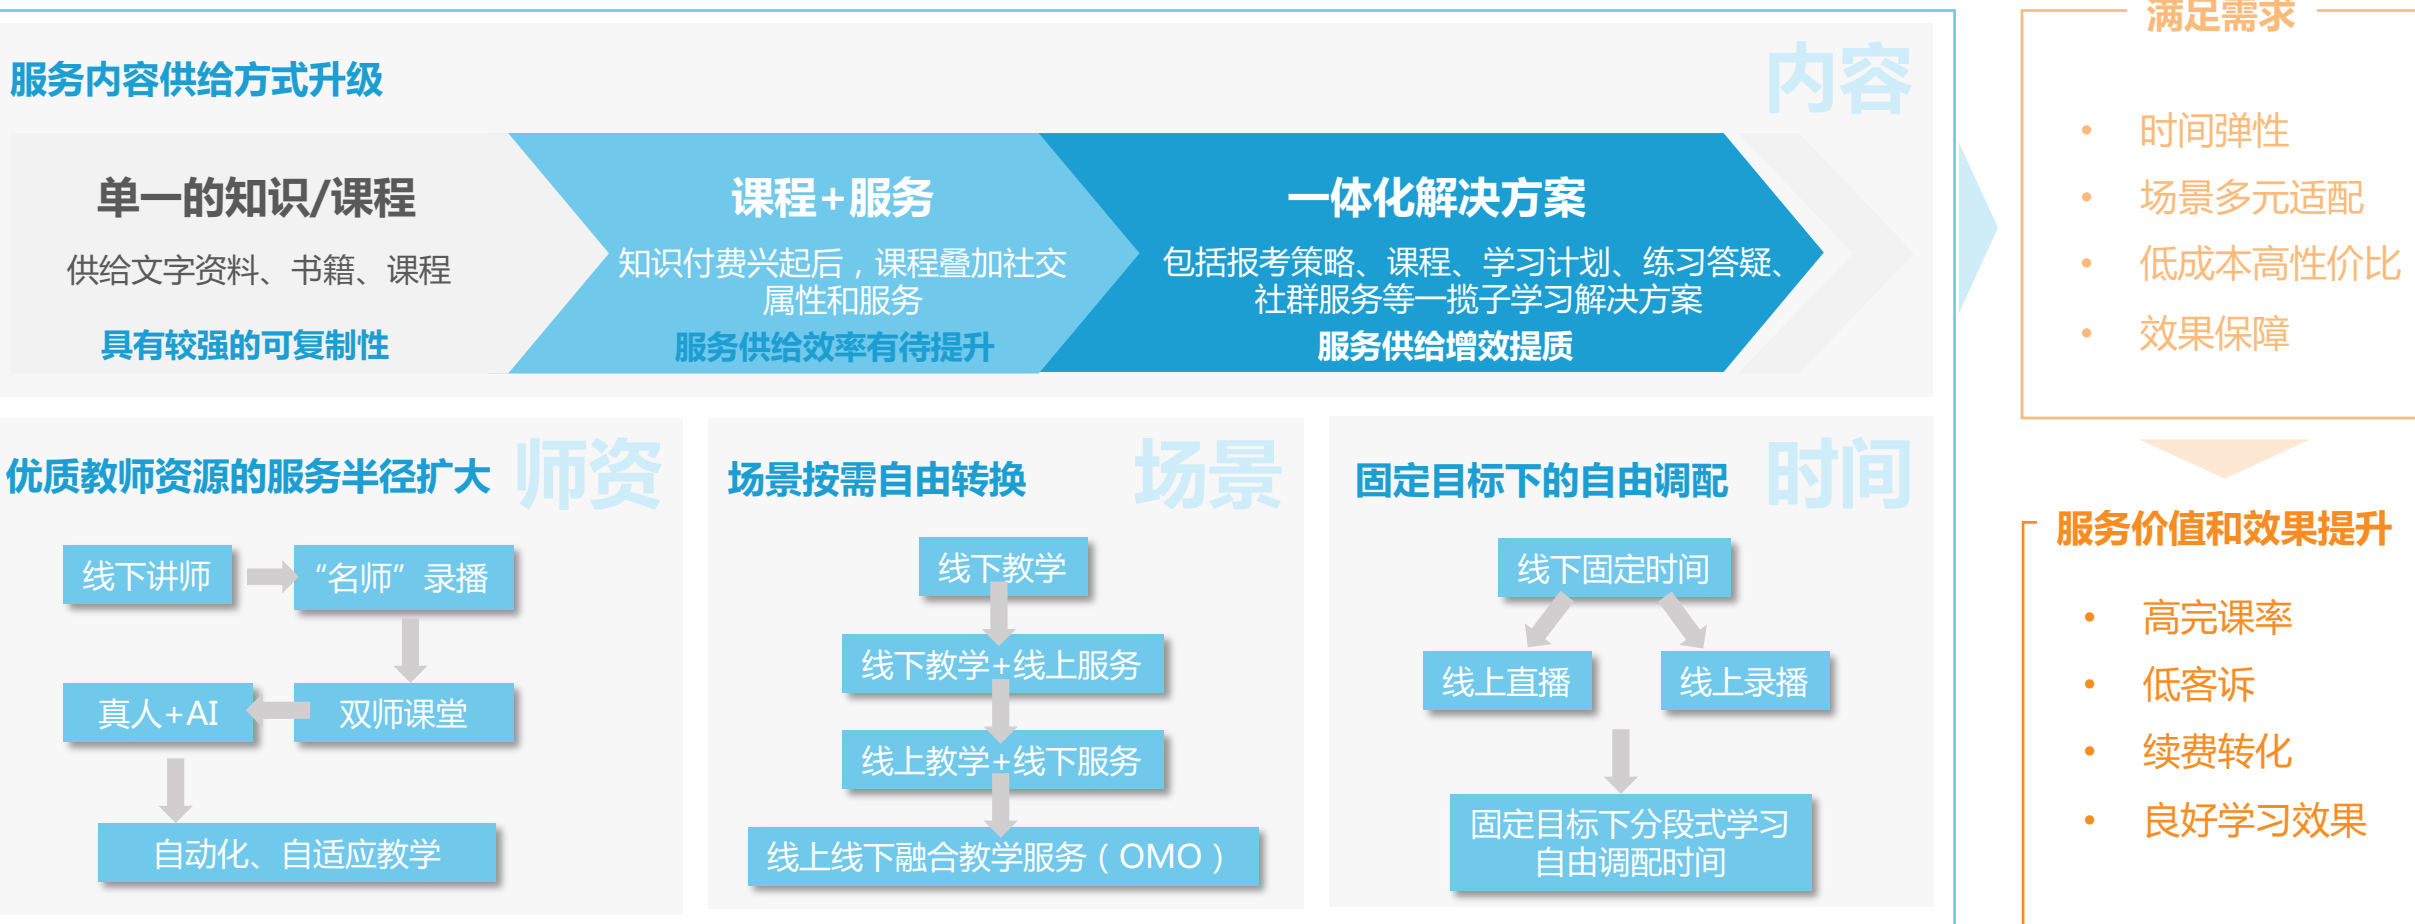 服务内容供给方式升级
内容
单一的知识/课程
供给文字资料、书籍、课程
具有较强的可复制性
课程+服务
知识付费兴起后，课程叠加社交
属性和服务
服务供给效率有待提升
一体化解决方案
包括报考策略、课程、学习计划、练习答疑、
社群服务等一揽子学习解决方案
服务供给增效提质
优质教师资源的服务半径扩大
师资
线下讲师
“名师”录播
双师课堂
真人+AI
自动化、自适应教学
场景按需自由转换
场景
线下教学
线下教学+线上服务
线上教学+线下服务
线上线下融合教学服务（OMO）
固定目标下的自由调配
时间
线下固定时间
线上直播
线上录播
固定目标下分段式学习
自由调配时间
满足需求
• 时间弹性
• 场景多元适配
• 低成本高性价比
• 效果保障
服务价值和效果提升
• 高完课率
• 低客诉
• 续费转化
• 良好学习效果